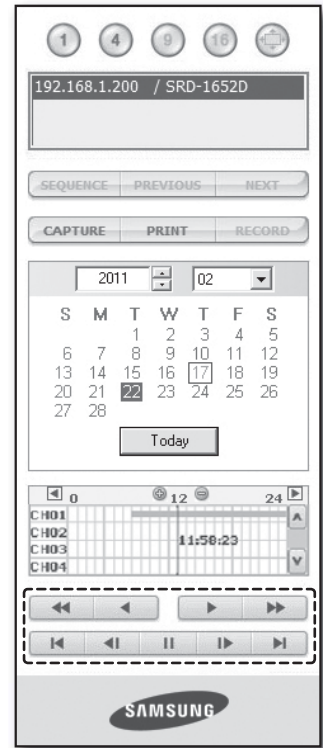 1 4 9 16
192.168.1.200 / SRD-1652D
SEQUENCE PREVIOUS NEXT
CAPTURE PRINT RECORD
2011 02
S M T W T F S
1 2 3 4 5
6 7 8 9 10 11 12
13 14 15 16 17 18 19
20 21 22 23 24 25 26
27 28
Today
0 12 24
CH01
CH02
11:58:23
CH03
CH04
SAMSUNG